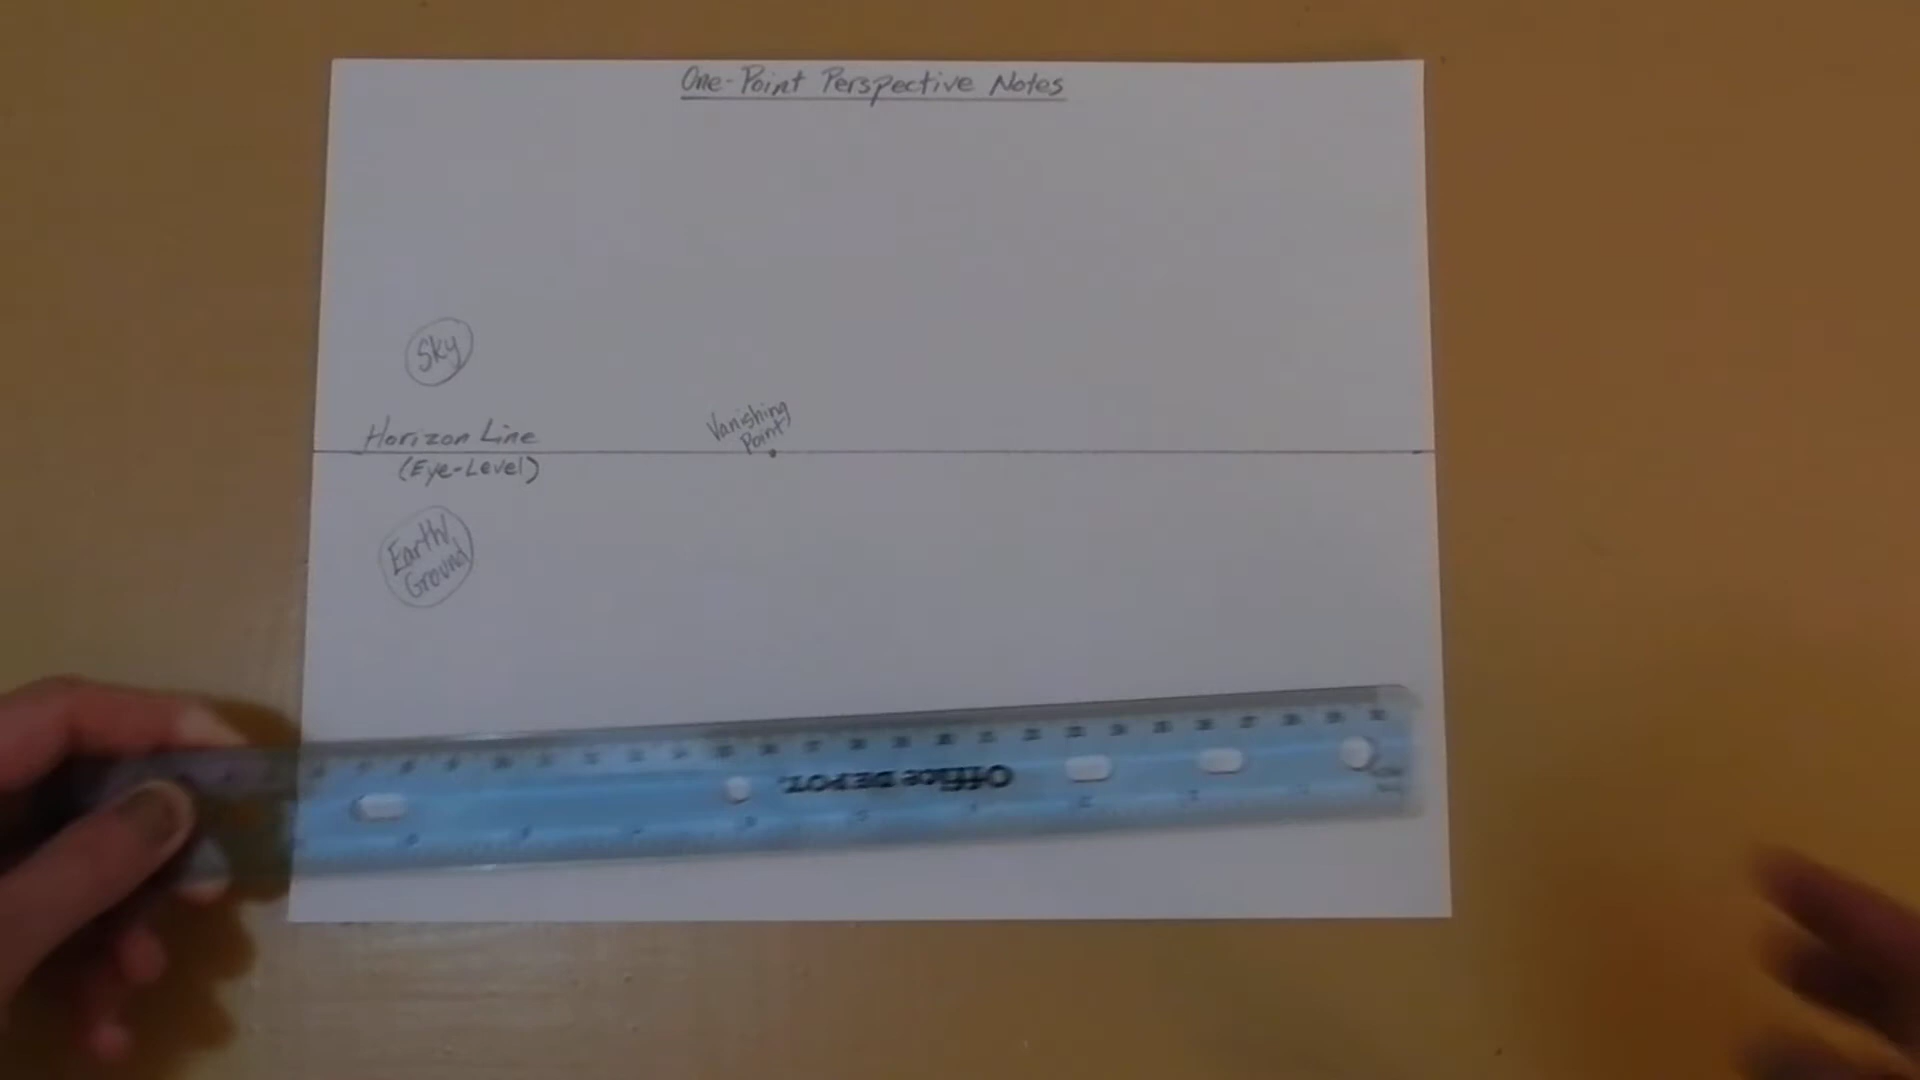 One-Point Perspective Notes
Sky
Vanishing
Point
Horizon Line
(Eye-Level)
Earth/
Ground
Office DEPOT.